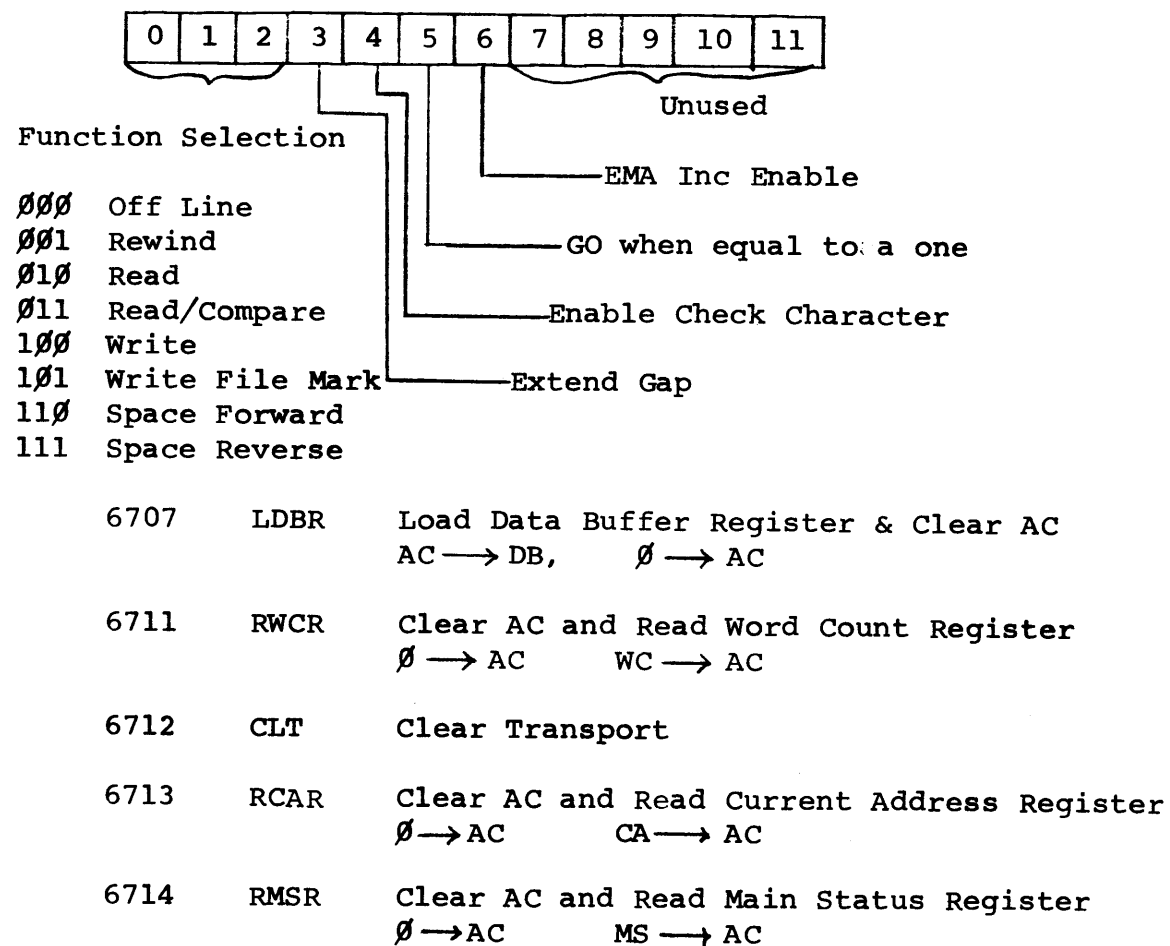 0 1 2 3 4 5 6 7 8 9 10 11
Unused
Function Selection
EMA Inc Enable
ØØØ Off Line
ØØ1 Rewind
GO when equal to a one
Ø1Ø Read
Ø11 Read/Compare
Enable Check Character
1ØØ Write
1Ø1 Write File Mark
Extend Gap
11Ø Space Forward
111 Space Reverse
6707 LDBR Load Data Buffer Register & Clear AC
AC → DB, Ø → AC
6711 RWCR Clear AC and Read Word Count Register
Ø → AC WC → AC
6712 CLT Clear Transport
6713 RCAR Clear AC and Read Current Address Register
Ø → AC CA → AC
6714 RMSR Clear AC and Read Main Status Register
Ø → AC MS → AC